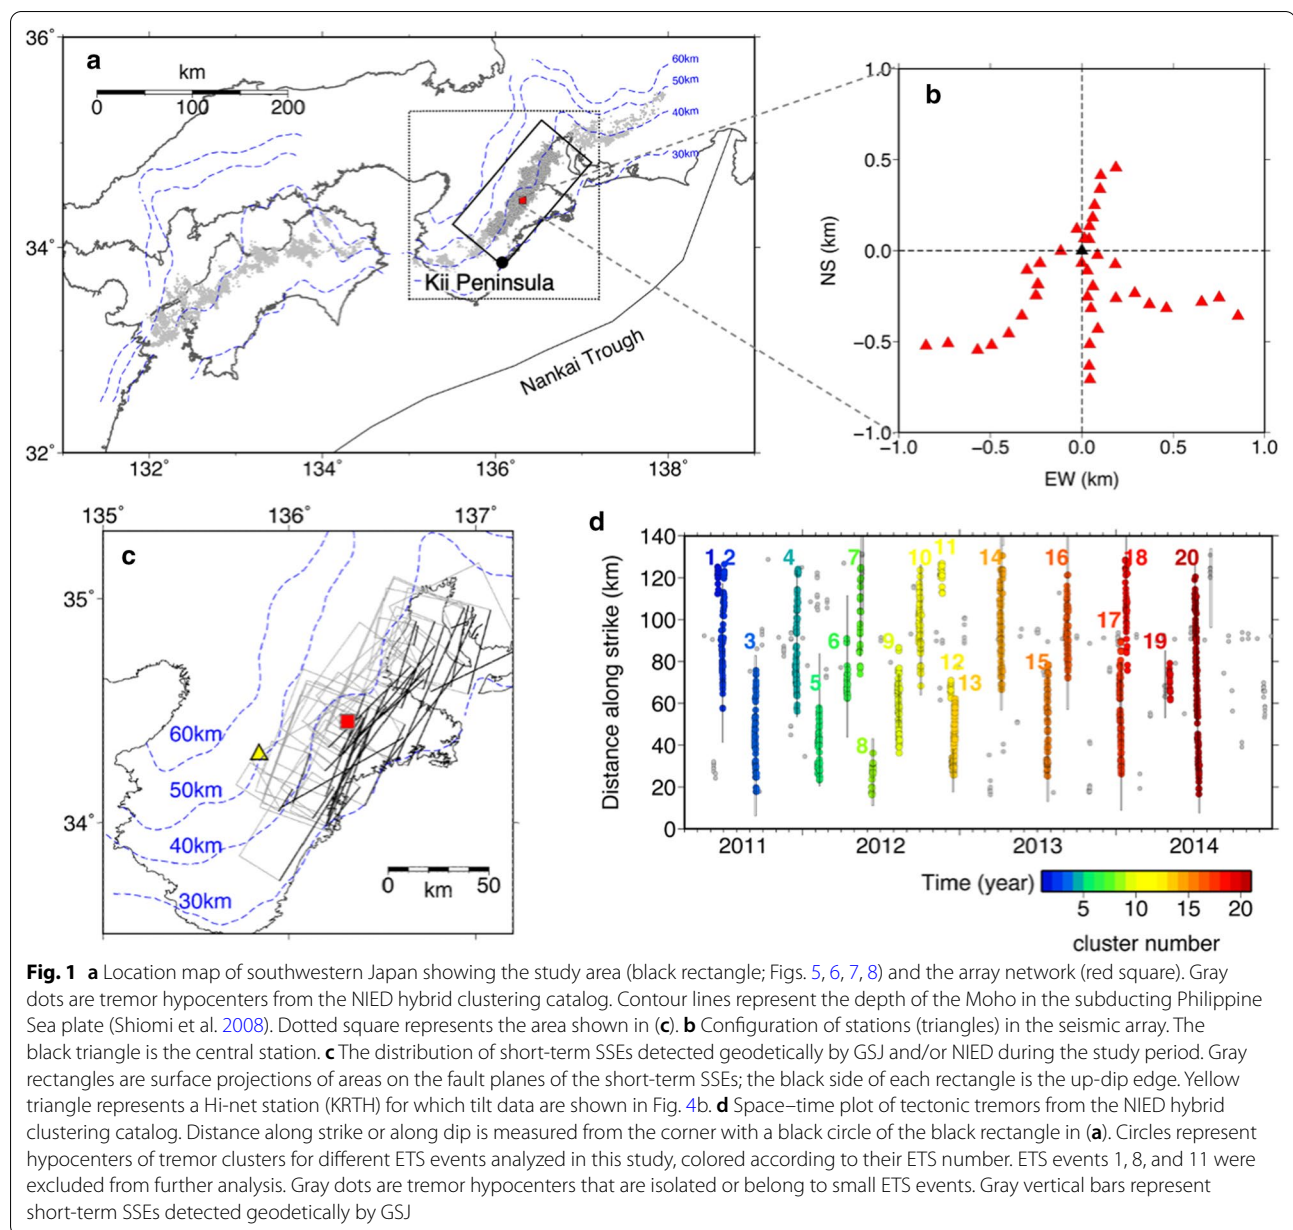 36°
a
km
0 100 200
60km
50km
40km
30km
34°
Kii Peninsula
Nankai Trough
32°
132° 134° 136° 138°
b
1.0
0.5
0.0
−0.5
−1.0
NS (km)
−1.0 −0.5 0.0 0.5 1.0
EW (km)
135° 136° 137°
c
35°
34°
60km
50km
40km
30km
0 km 50
d
140
120
100
80
60
40
20
0
Distance along strike (km)
1 2 4 7 10 11 14 16 18 20
3 6 9 17 19
5 12 13 15
8
2011 2012 2013 2014
Time (year)
5 10 15 20
cluster number
Fig. 1 a Location map of southwestern Japan showing the study area (black rectangle; Figs. 5, 6, 7, 8) and the array network (red square). Gray
dots are tremor hypocenters from the NIED hybrid clustering catalog. Contour lines represent the depth of the Moho in the subducting Philippine
Sea plate (Shiomi et al. 2008). Dotted square represents the area shown in (c). b Configuration of stations (triangles) in the seismic array. The
black triangle is the central station. c The distribution of short-term SSEs detected geodetically by GSJ and/or NIED during the study period. Gray
rectangles are surface projections of areas on the fault planes of the short-term SSEs; the black side of each rectangle is the up-dip edge. Yellow
triangle represents a Hi-net station (KRTH) for which tilt data are shown in Fig. 4b. d Space–time plot of tectonic tremors from the NIED hybrid
clustering catalog. Distance along strike or along dip is measured from the corner with a black circle of the black rectangle in (a). Circles represent
hypocenters of tremor clusters for different ETS events analyzed in this study, colored according to their ETS number. ETS events 1, 8, and 11 were
excluded from further analysis. Gray dots are tremor hypocenters that are isolated or belong to small ETS events. Gray vertical bars represent
short-term SSEs detected geodetically by GSJ